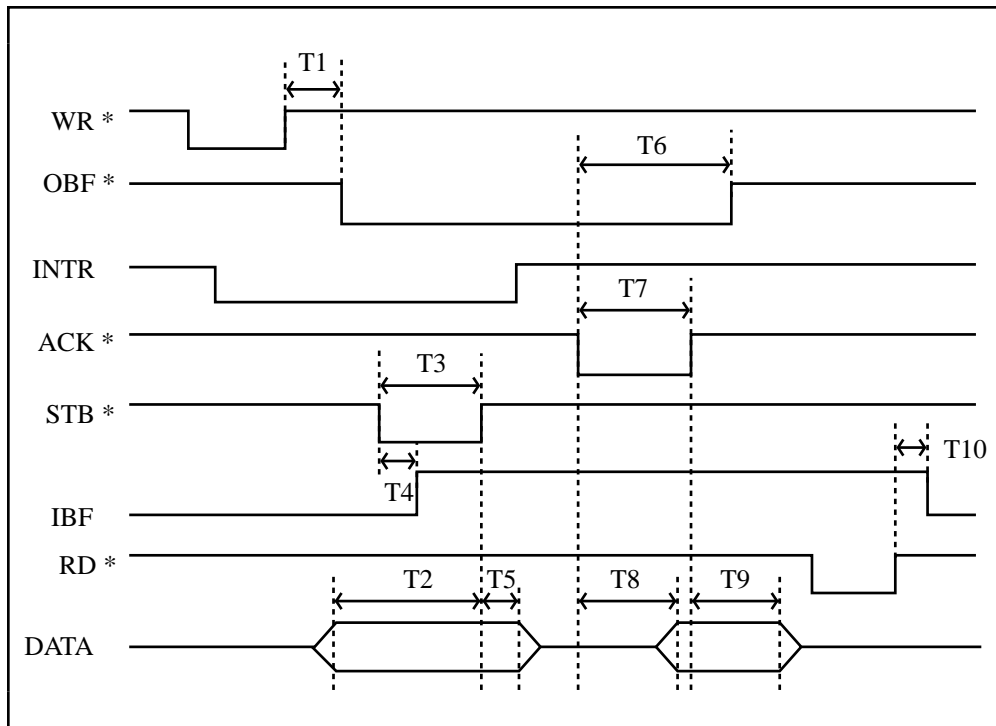 T1
WR *
T6
OBF *
INTR
T7
ACK *
T3
STB *
T10
T4
IBF
RD *
T2
T5
T8
T9
DATA